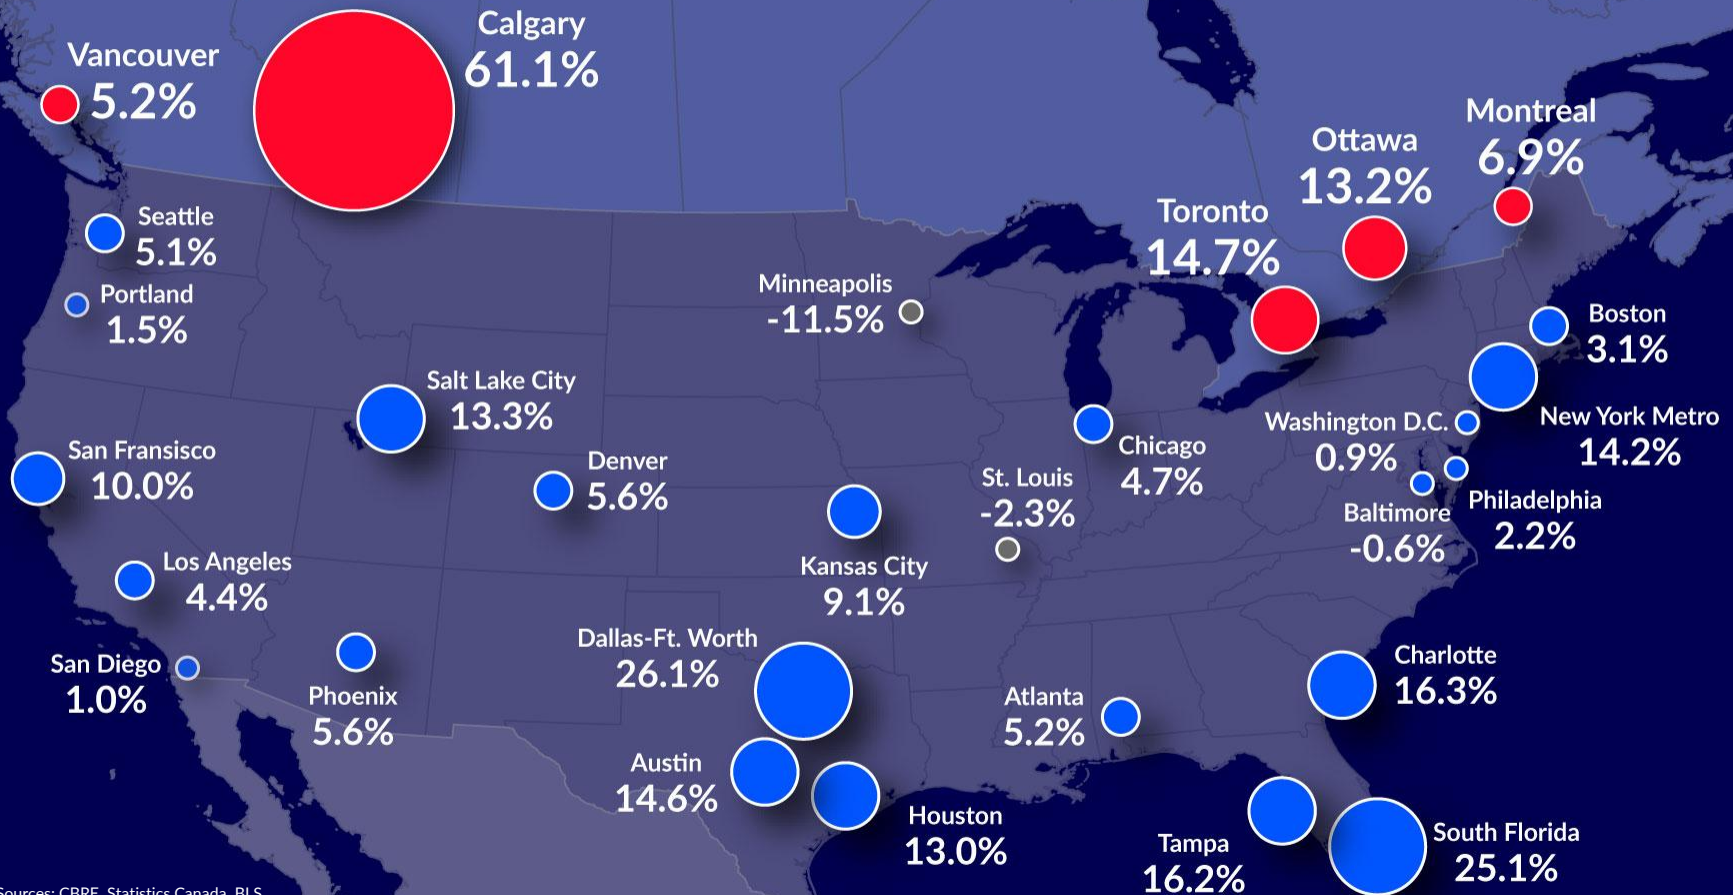 Calgary
61.1%
Vancouver
5.2%
Montreal
6.9%
Ottawa
13.2%
Toronto
14.7%
Seattle
5.1%
Portland
1.5%
Minneapolis
-11.5%
Boston
3.1%
Salt Lake City
13.3%
New York Metro
14.2%
Washington D.C.
0.9%
Chicago
4.7%
San Fransisco
10.0%
Denver
5.6%
St. Louis
-2.3%
Philadelphia
2.2%
Baltimore
-0.6%
Kansas City
9.1%
Los Angeles
4.4%
Dallas-Ft. Worth
26.1%
San Diego
1.0%
Phoenix
5.6%
Charlotte
16.3%
Atlanta
5.2%
Austin
14.6%
Houston
13.0%
Tampa
16.2%
South Florida
25.1%
Sources: CBRE, Statistics Canada, BLS